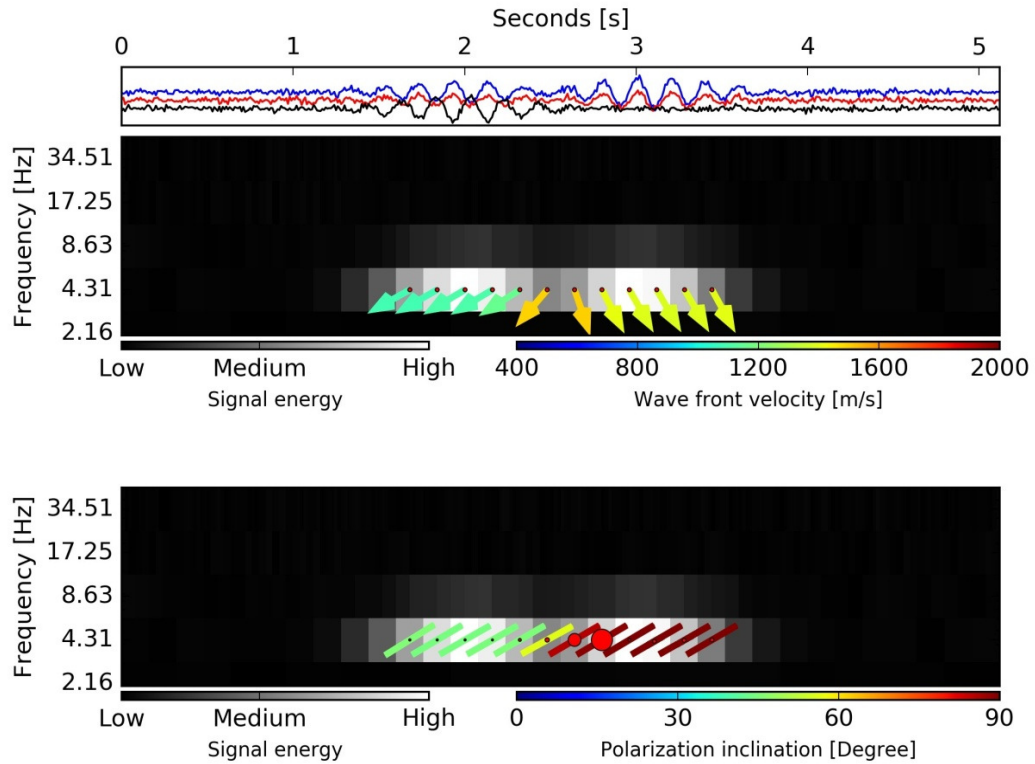 Seconds [s]
0 1 2 3 4 5
Frequency [Hz]
34.51
17.25
8.63
4.31
2.16
Low Medium High 400 800 1200 1600 2000
Signal energy Wave front velocity [m/s]
Frequency [Hz]
34.51
17.25
8.63
4.31
2.16
Low Medium High 0 30 60 90
Signal energy Polarization inclination [Degree]